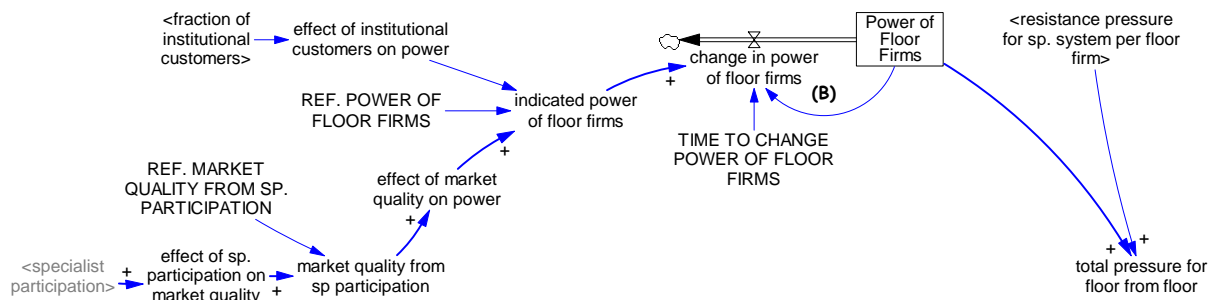 <fraction of
institutional
customers>
effect of institutional
customers on power
Power of
Floor
Firms
<resistance pressure
for sp. system per floor
firm>
change in power
of floor firms
+
(B)
REF. POWER OF
FLOOR FIRMS
indicated power
of floor firms
+
TIME TO CHANGE
POWER OF FLOOR
FIRMS
REF. MARKET
QUALITY FROM SP.
PARTICIPATION
effect of market
quality on power
+
<specialist
participation>
+
effect of sp.
participation on
market quality
+
market quality from
sp participation
+
+
total pressure for
floor from floor